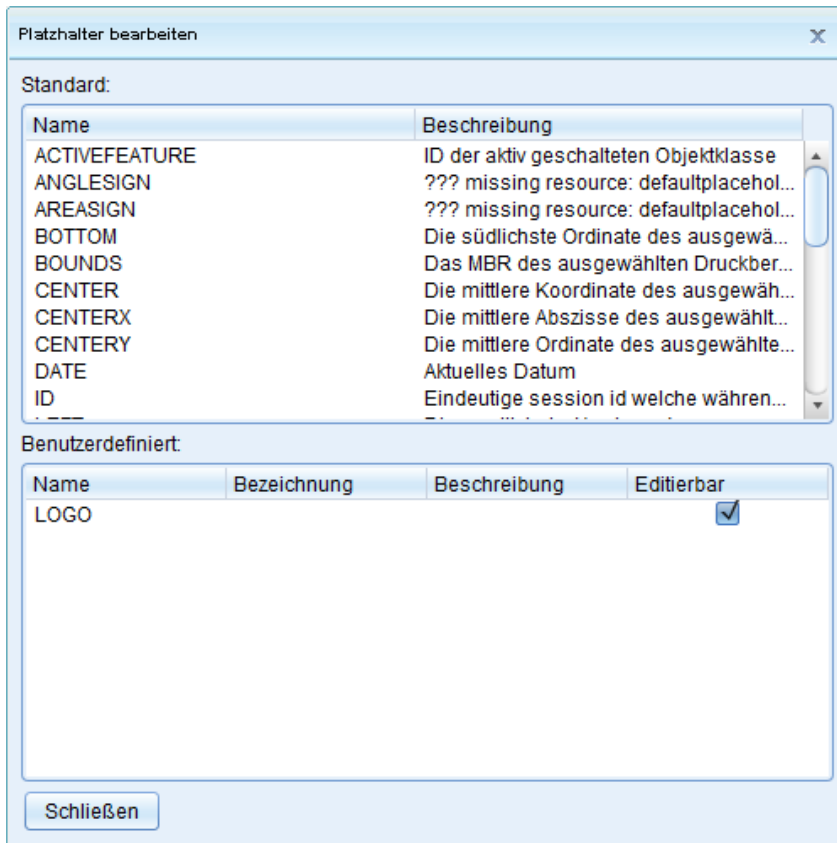 Platzhalter bearbeiten
Standard:
Name Beschreibung
ACTIVEFEATURE ID der aktiv geschalteten Objektklasse
ANGLESIGN ??? missing resource: defaultplacehol...
AREASIGN ??? missing resource: defaultplacehol...
BOTTOM Die südlichste Ordinate des ausgewä...
BOUNDS Das MBR des ausgewählten Druckber...
CENTER Die mittlere Koordinate des ausgewäh...
CENTERX Die mittlere Abszisse des ausgewählt...
CENTERY Die mittlere Ordinate des ausgewählte...
DATE Aktuelles Datum
ID Eindeutige session id welche währen...
Benutzerdefiniert:
Name Bezeichnung Beschreibung Editierbar
LOGO
Schließen